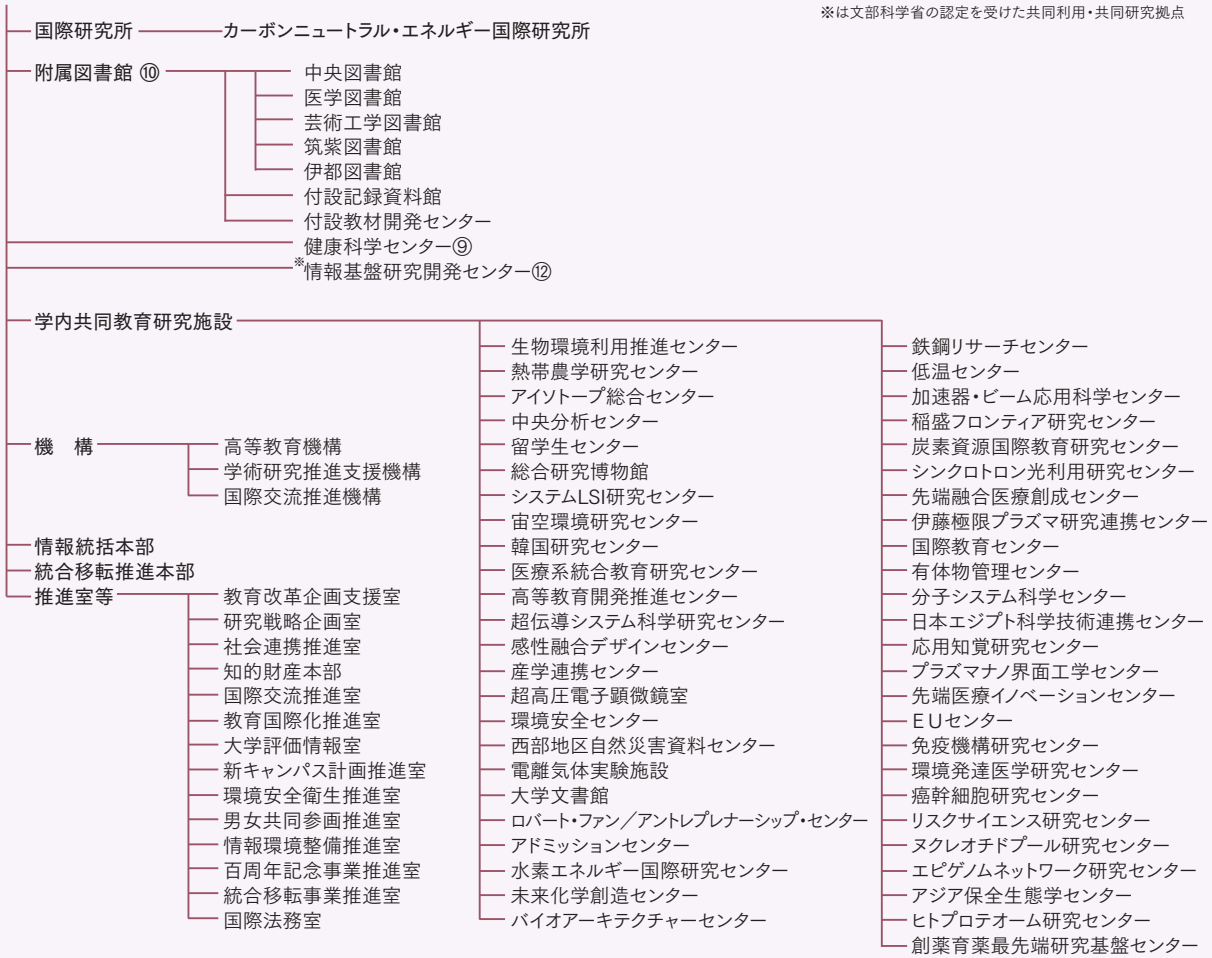 ※は文部科学省の認定を受けた共同利用・共同研究拠点
国際研究所
カーボンニュートラル・エネルギー国際研究所
附属図書館 ⑩
中央図書館
医学図書館
芸術工学図書館
筑紫図書館
伊都図書館
付設記録資料館
付設教材開発センター
健康科学センター⑨
※情報基盤研究開発センター⑫
学内共同教育研究施設
生物環境利用推進センター
熱帯農学研究センター
アイソトープ総合センター
中央分析センター
留学生センター
総合研究博物館
システムLSI研究センター
宙空環境研究センター
韓国研究センター
医療系統合教育研究センター
高等教育開発推進センター
超伝導システム科学研究センター
感性融合デザインセンター
産学連携センター
超高圧電子顕微鏡室
環境安全センター
西部地区自然災害資料センター
電離気体実験施設
大学文書館
ロバート・ファン／アントレプレナーシップ・センター
アドミッションセンター
水素エネルギー国際研究センター
未来化学創造センター
バイオアーキテクチャーセンター
鉄鋼リサーチセンター
低温センター
加速器・ビーム応用科学センター
稲盛フロンティア研究センター
炭素資源国際教育研究センター
シンクロトロン光利用研究センター
先端融合医療創成センター
伊藤極限プラズマ研究連携センター
国際教育センター
有体物管理センター
分子システム科学センター
日本エジプト科学技術連携センター
応用知覚研究センター
プラズマナノ界面工学センター
先端医療イノベーションセンター
ＥＵセンター
免疫機構研究センター
環境発達医学研究センター
癌幹細胞研究センター
リスクサイエンス研究センター
ヌクレオチドプール研究センター
エピゲノムネットワーク研究センター
アジア保全生態学センター
ヒトプロテオーム研究センター
創薬育薬最先端研究基盤センター
機　構
高等教育機構
学術研究推進支援機構
国際交流推進機構
情報統括本部
統合移転推進本部
推進室等
教育改革企画支援室
研究戦略企画室
社会連携推進室
知的財産本部
国際交流推進室
教育国際化推進室
大学評価情報室
新キャンパス計画推進室
環境安全衛生推進室
男女共同参画推進室
情報環境整備推進室
百周年記念事業推進室
統合移転事業推進室
国際法務室